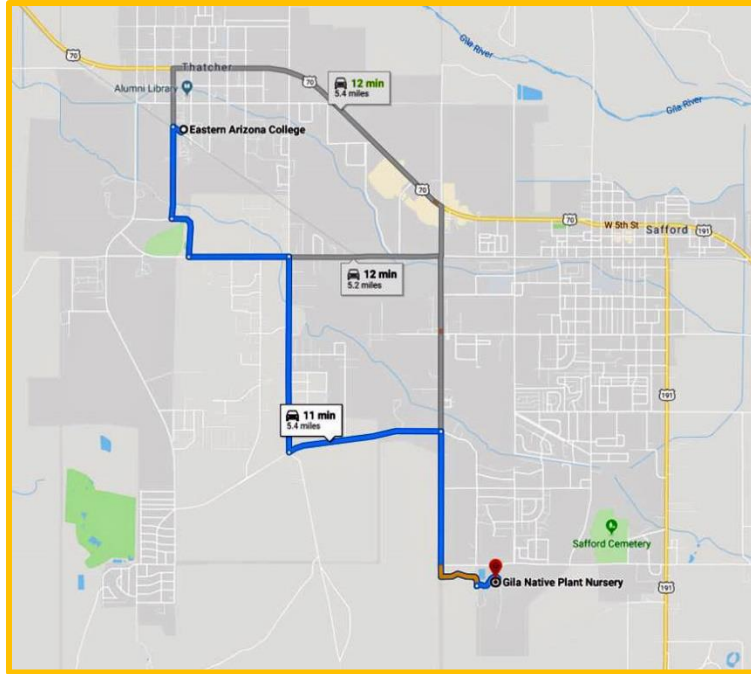 70
Gila River
Thatcher
70
12 min
5.4 miles
Alumni Library
Gila River
Eastern Arizona College
70
70
W 5th St
Safford
191
12 min
5.2 miles
191
11 min
5.4 miles
Safford Cemetery
Gila Native Plant Nursery
191